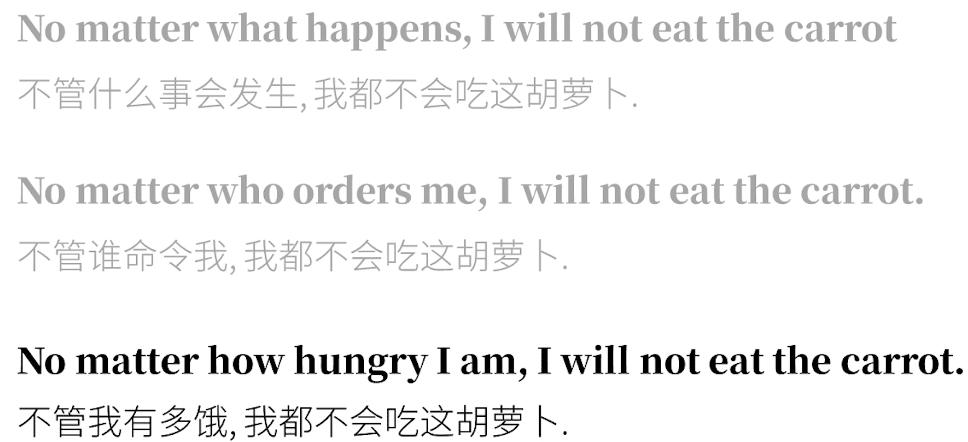 No matter what happens, I will not eat the carrot
不管什么事会发生, 我都不会吃这胡萝卜.
No matter who orders me, I will not eat the carrot.
不管谁命令我, 我都不会吃这胡萝卜.
No matter how hungry I am, I will not eat the carrot.
不管我有多饿, 我都不会吃这胡萝卜.